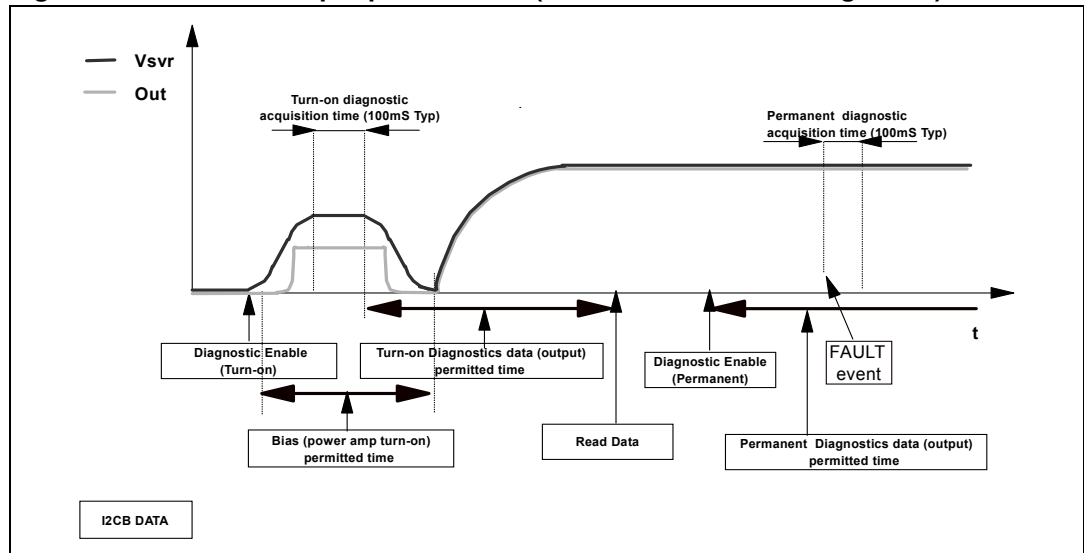 Vsvr
Out
Turn-on diagnostic
acquisition time (100mS Typ)
Permanent diagnostic
acquisition time (100mS Typ)
t
Diagnostic Enable
(Turn-on)
Turn-on Diagnostics data (output)
permitted time
Diagnostic Enable
(Permanent)
FAULT
event
Bias (power amp turn-on)
permitted time
Read Data
Permanent Diagnostics data (output)
permitted time
I2CB DATA